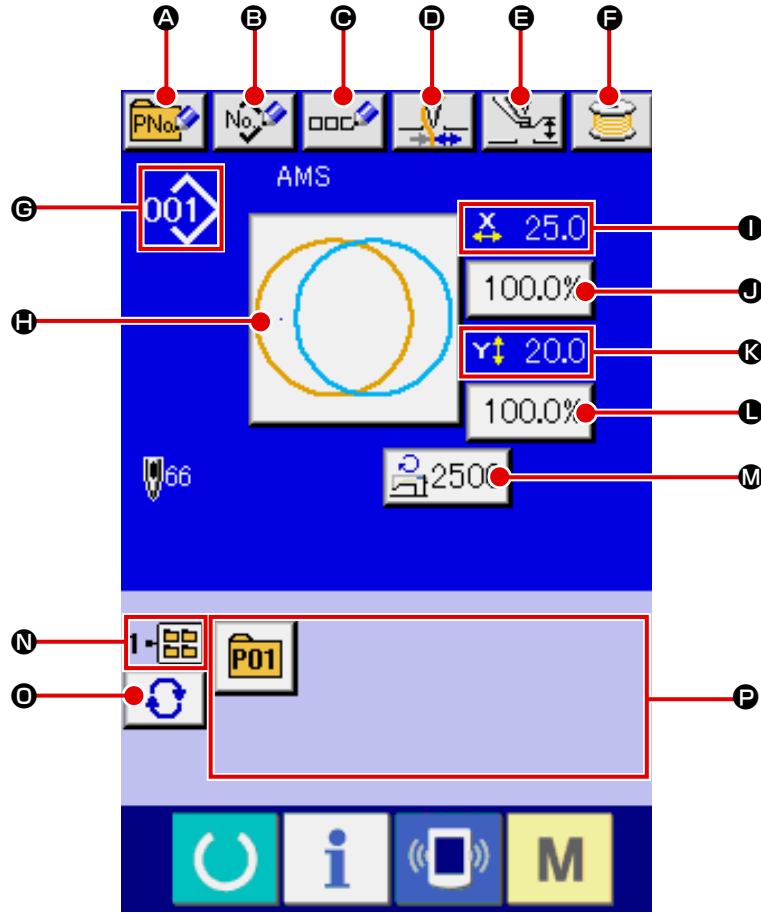 A B C D E F
PNo. No.
AMS
G 001 X 25.0 I
100.0% J
H Y 20.0 K
100.0% L
66 2500 M
N 1 P01
O P
i M